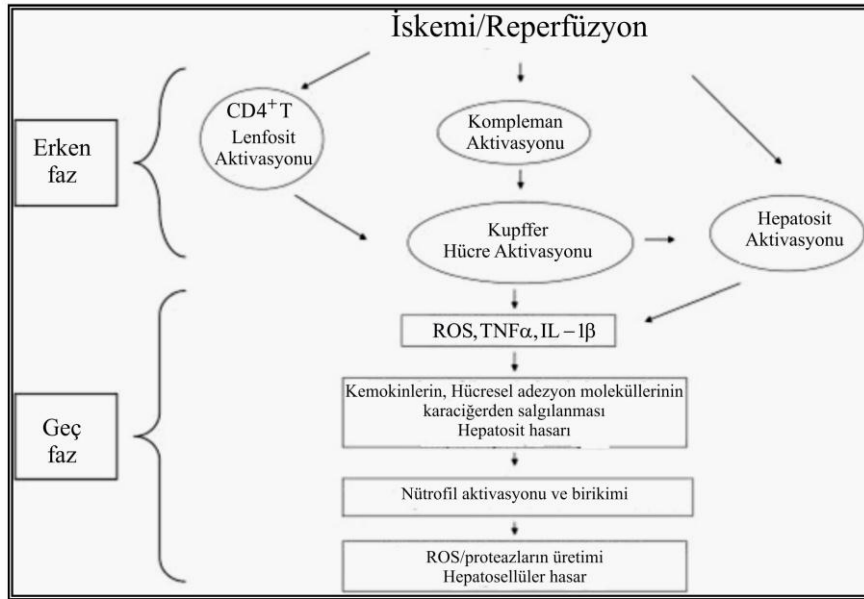 İskemi/Reperfüzyon
Erken
faz
CD4+ T
Lenfosit
Aktivasyonu
Kompleman
Aktivasyonu
Kupffer
Hücre Aktivasyonu
Hepatosit
Aktivasyonu
Geç
faz
ROS, TNFα, IL – 1β
Kemokinlerin, Hücresel adezyon moleküllerinin
karaciğerden salgılanması
Hepatosit hasarı
Nütrofil aktivasyonu ve birikimi
ROS/proteazların üretimi
Hepatosellüler hasar